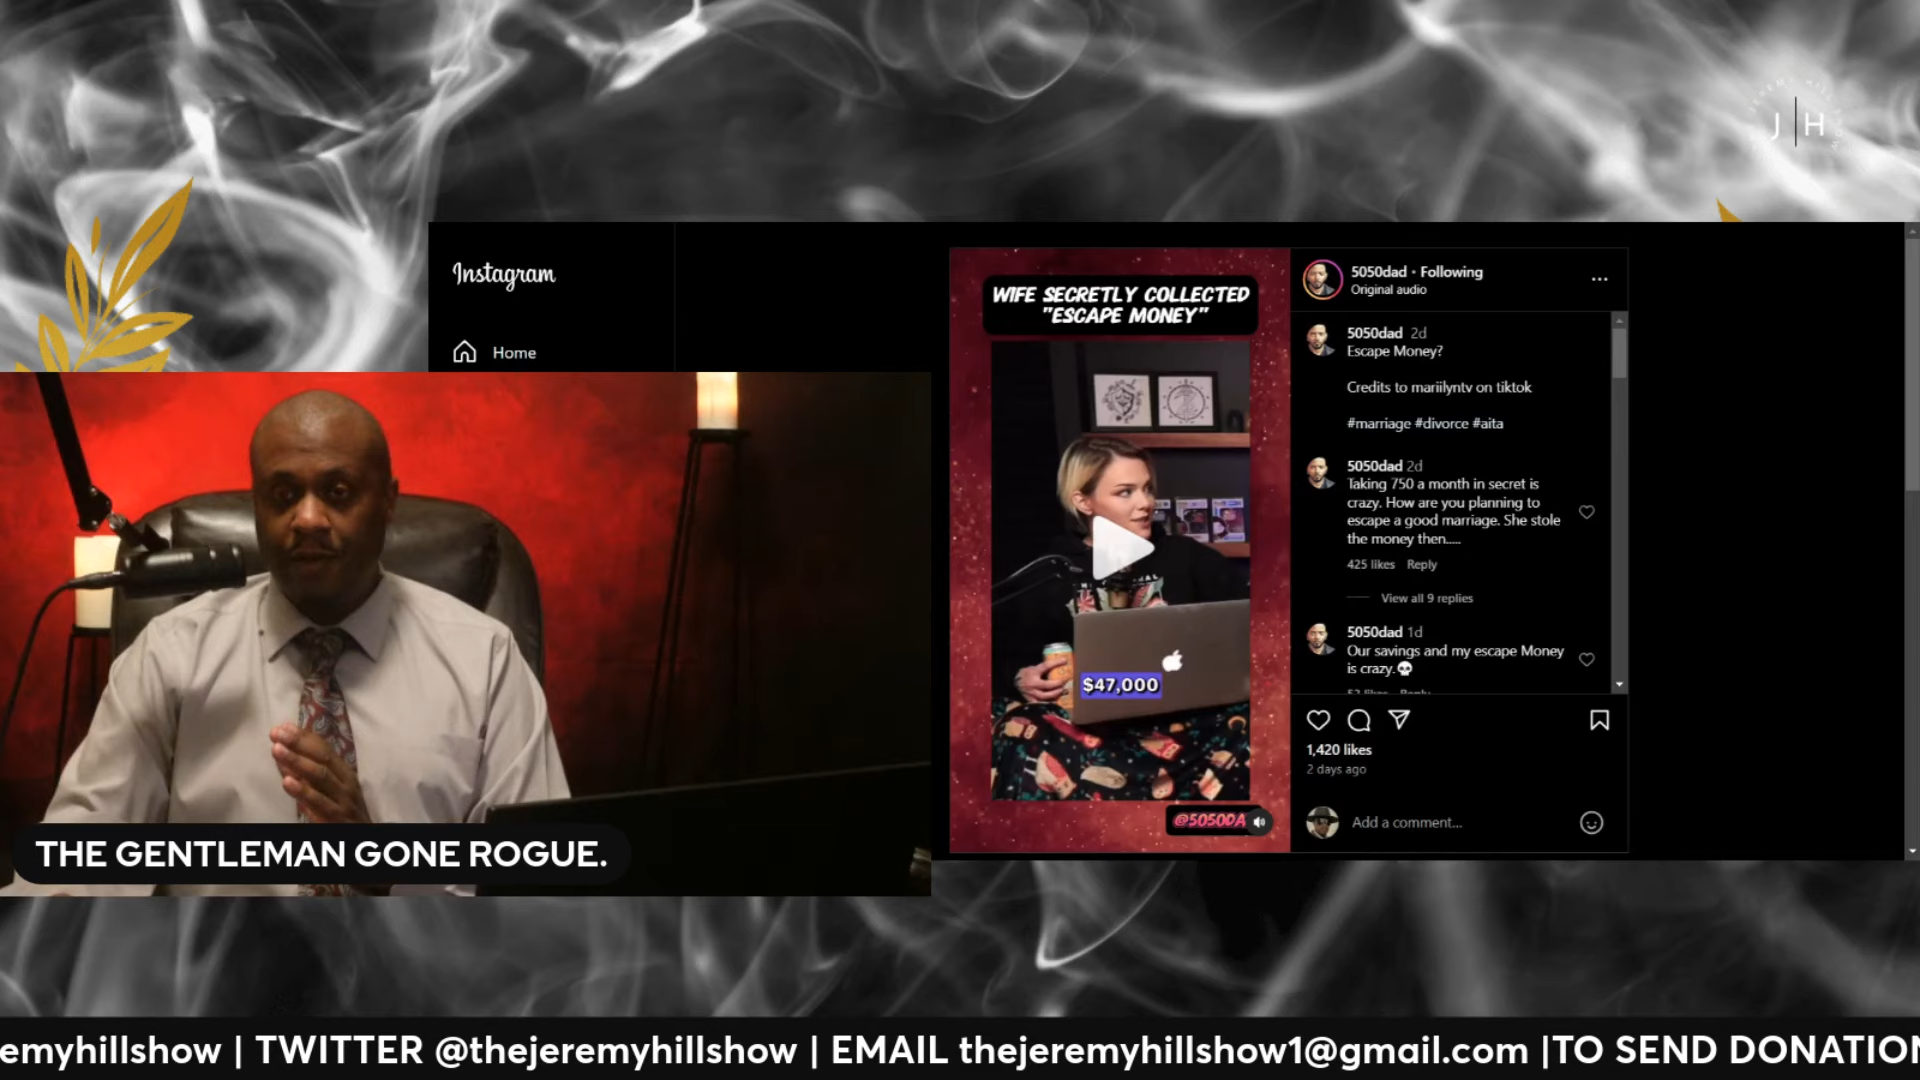 J|H
Instagram
Home
WIFE SECRETLY COLLECTED
"ESCAPE MONEY"
$47,000
@5050DA
5050dad • Following
Original audio
5050dad 2d
Escape Money?
Credits to mariilyntv on tiktok
#marriage #divorce #aita
5050dad 2d
Taking 750 a month in secret is
crazy. How are you planning to
escape a good marriage. She stole
the money then.....
425 likes Reply
View all 9 replies
5050dad 1d
Our savings and my escape Money
is crazy.💀
52 likes Reply
1,420 likes
2 days ago
Add a comment...
THE GENTLEMAN GONE ROGUE.
emyhillshow | TWITTER @thejeremyhillshow | EMAIL thejeremyhillshow1@gmail.com |TO SEND DONATION